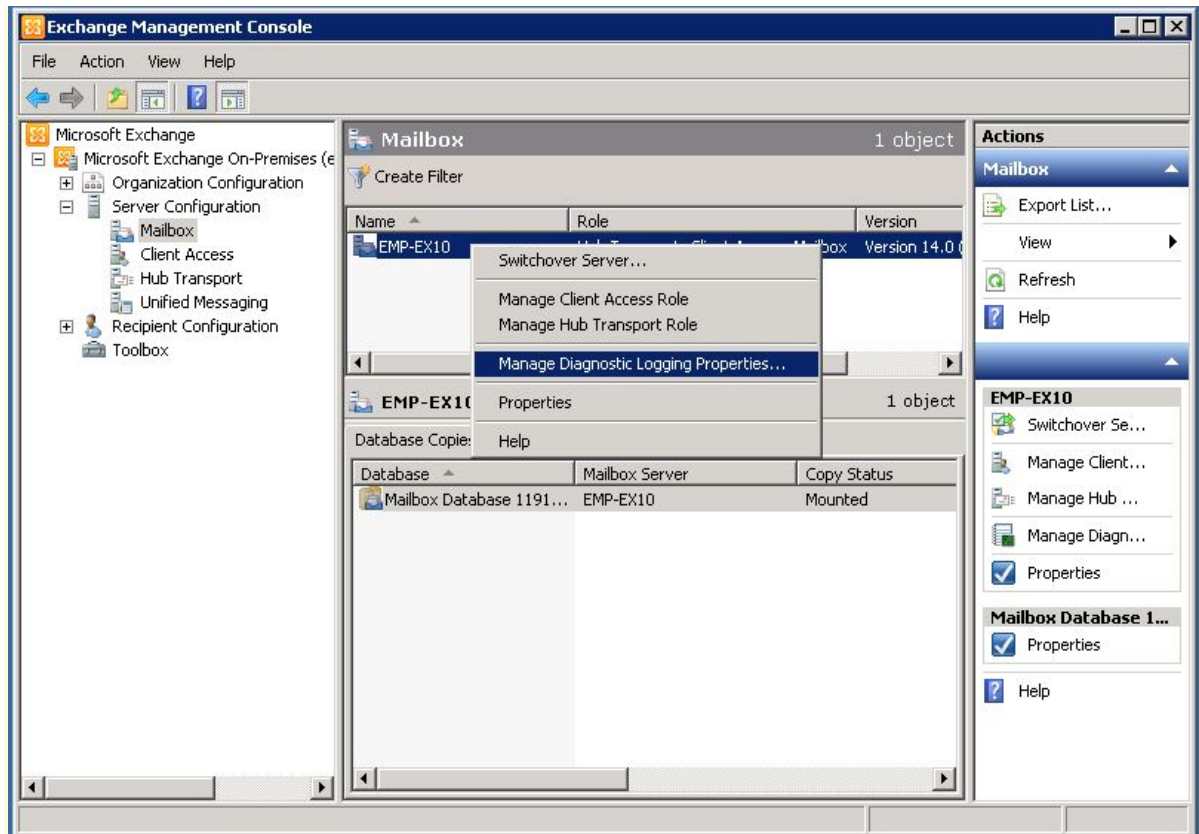 Exchange Management Console
File Action View Help
Microsoft Exchange
Microsoft Exchange On-Premises (e
Organization Configuration
Server Configuration
Mailbox
Client Access
Hub Transport
Unified Messaging
Recipient Configuration
Toolbox
Mailbox 1 object
Create Filter
Name Role Version
EMP-EX10 Version 14.0 (
Switchover Server...
Manage Client Access Role
Manage Hub Transport Role
Manage Diagnostic Logging Properties...
Properties
Help
EMP-EX10 1 object
Database Copies
Database Mailbox Server Copy Status
Mailbox Database 1191... EMP-EX10 Mounted
Actions
Mailbox
Export List...
View
Refresh
Help
EMP-EX10
Switchover Se...
Manage Client...
Manage Hub ...
Manage Diagn...
Properties
Mailbox Database 1...
Properties
Help